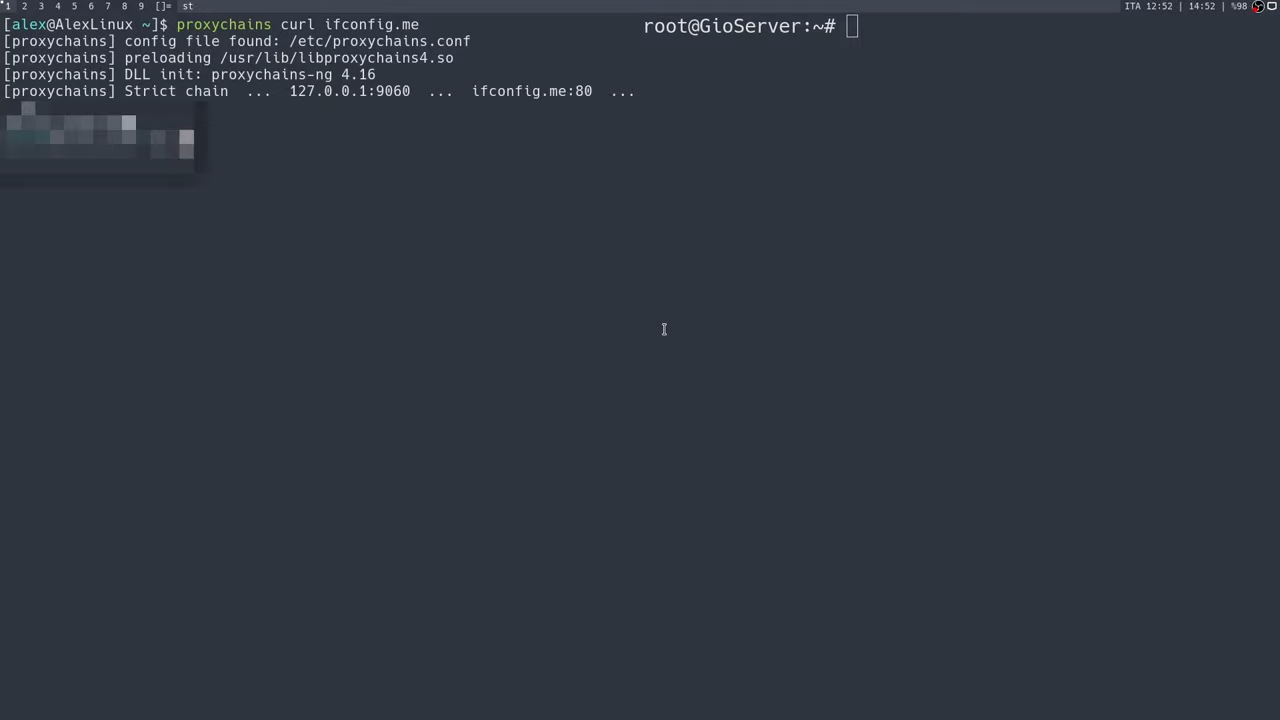 1 2 3 4 5 6 7 8 9 []= st ITA 12:52 | 14:52 | %98
[alex@AlexLinux ~]$ proxychains curl ifconfig.me
[proxychains] config file found: /etc/proxychains.conf
[proxychains] preloading /usr/lib/libproxychains4.so
[proxychains] DLL init: proxychains-ng 4.16
[proxychains] Strict chain ... 127.0.0.1:9060 ... ifconfig.me:80 ...
root@GioServer:~#